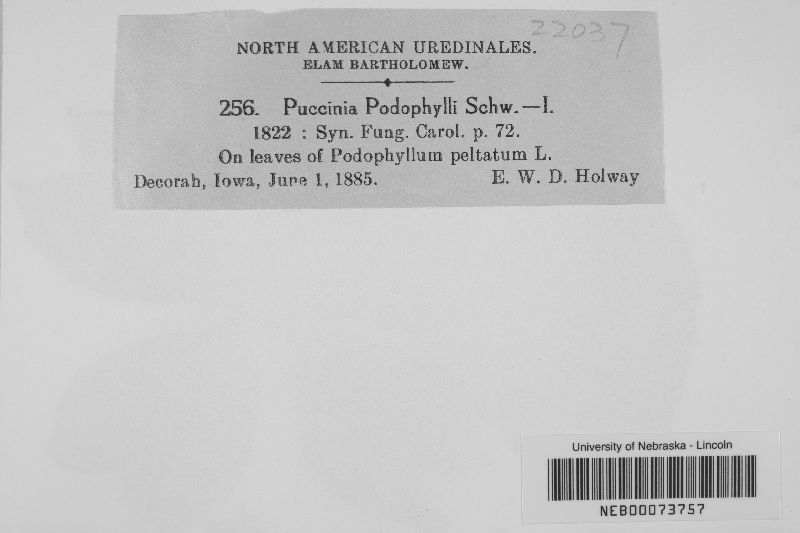 22037
NORTH AMERICAN UREDINALES.
ELAM BARTHOLOMEW.
256. Puccinia Podophylli Schw.—I.
1822 : Syn. Fung. Carol. p. 72.
On leaves of Podophyllum peltatum L.
Decorah, Iowa, June 1, 1885. E. W. D. Holway
University of Nebraska - Lincoln
NEB00073757